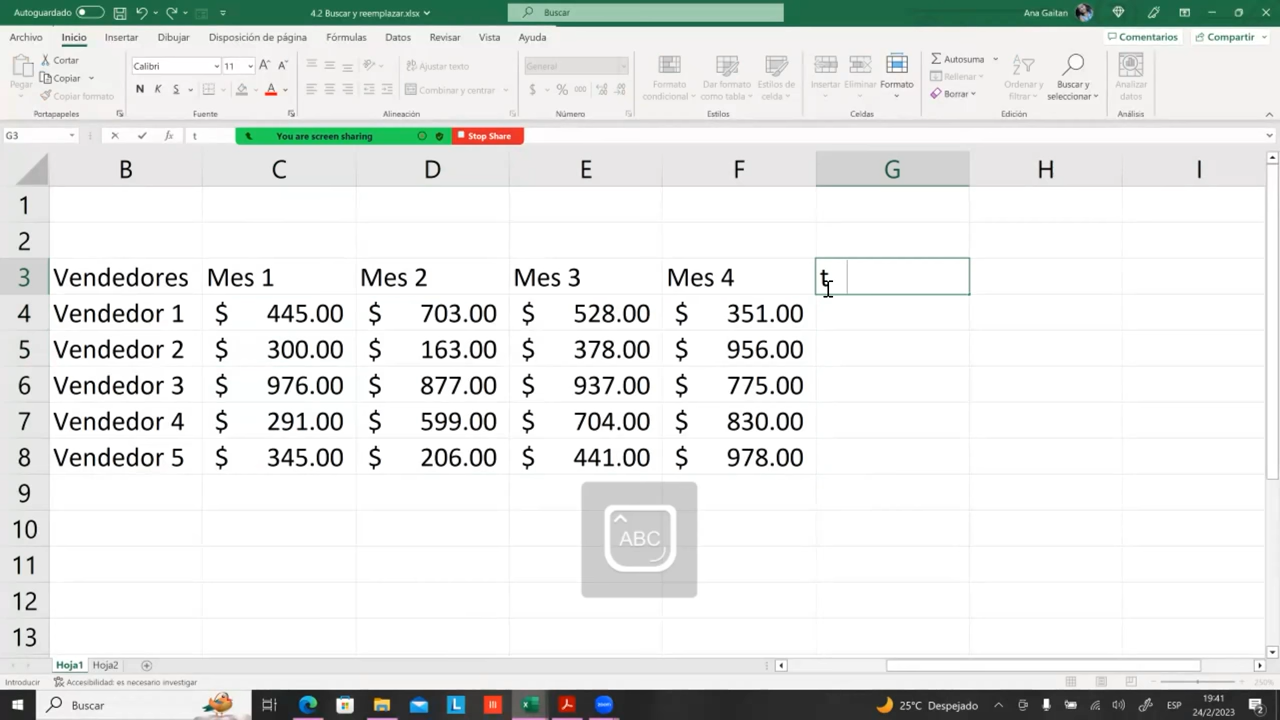 Autoguardado
4.2 Buscar y reemplazar.xlsx
Buscar
Ana Gaitan
Archivo Inicio Insertar Dibujar Disposición de página Fórmulas Datos Revisar Vista Ayuda
Comentarios Compartir
Pegar
Cortar
Copiar
Copiar formato
Portapapeles
Calibri 11
N K S
Fuente
Ajustar texto
Combinar y centrar
Alineación
General
$ % 000
Número
Formato condicional
Dar formato como tabla
Estilos de celda
Estilos
Insertar Eliminar Formato
Celdas
Autosuma
Rellenar
Borrar
Ordenar y filtrar
Buscar y seleccionar
Edición
Analizar datos
Análisis
G3 fx t
You are screen sharing Stop Share
B C D E F G H I
1
2
3 Vendedores Mes 1 Mes 2 Mes 3 Mes 4 t
4 Vendedor 1 $ 445.00 $ 703.00 $ 528.00 $ 351.00
5 Vendedor 2 $ 300.00 $ 163.00 $ 378.00 $ 956.00
6 Vendedor 3 $ 976.00 $ 877.00 $ 937.00 $ 775.00
7 Vendedor 4 $ 291.00 $ 599.00 $ 704.00 $ 830.00
8 Vendedor 5 $ 345.00 $ 206.00 $ 441.00 $ 978.00
9
10
ABC
11
12
13
Hoja1 Hoja2
Introducir Accesibilidad: es necesario investigar
250%
Buscar
25°C Despejado
ESP
19:41
24/2/2023